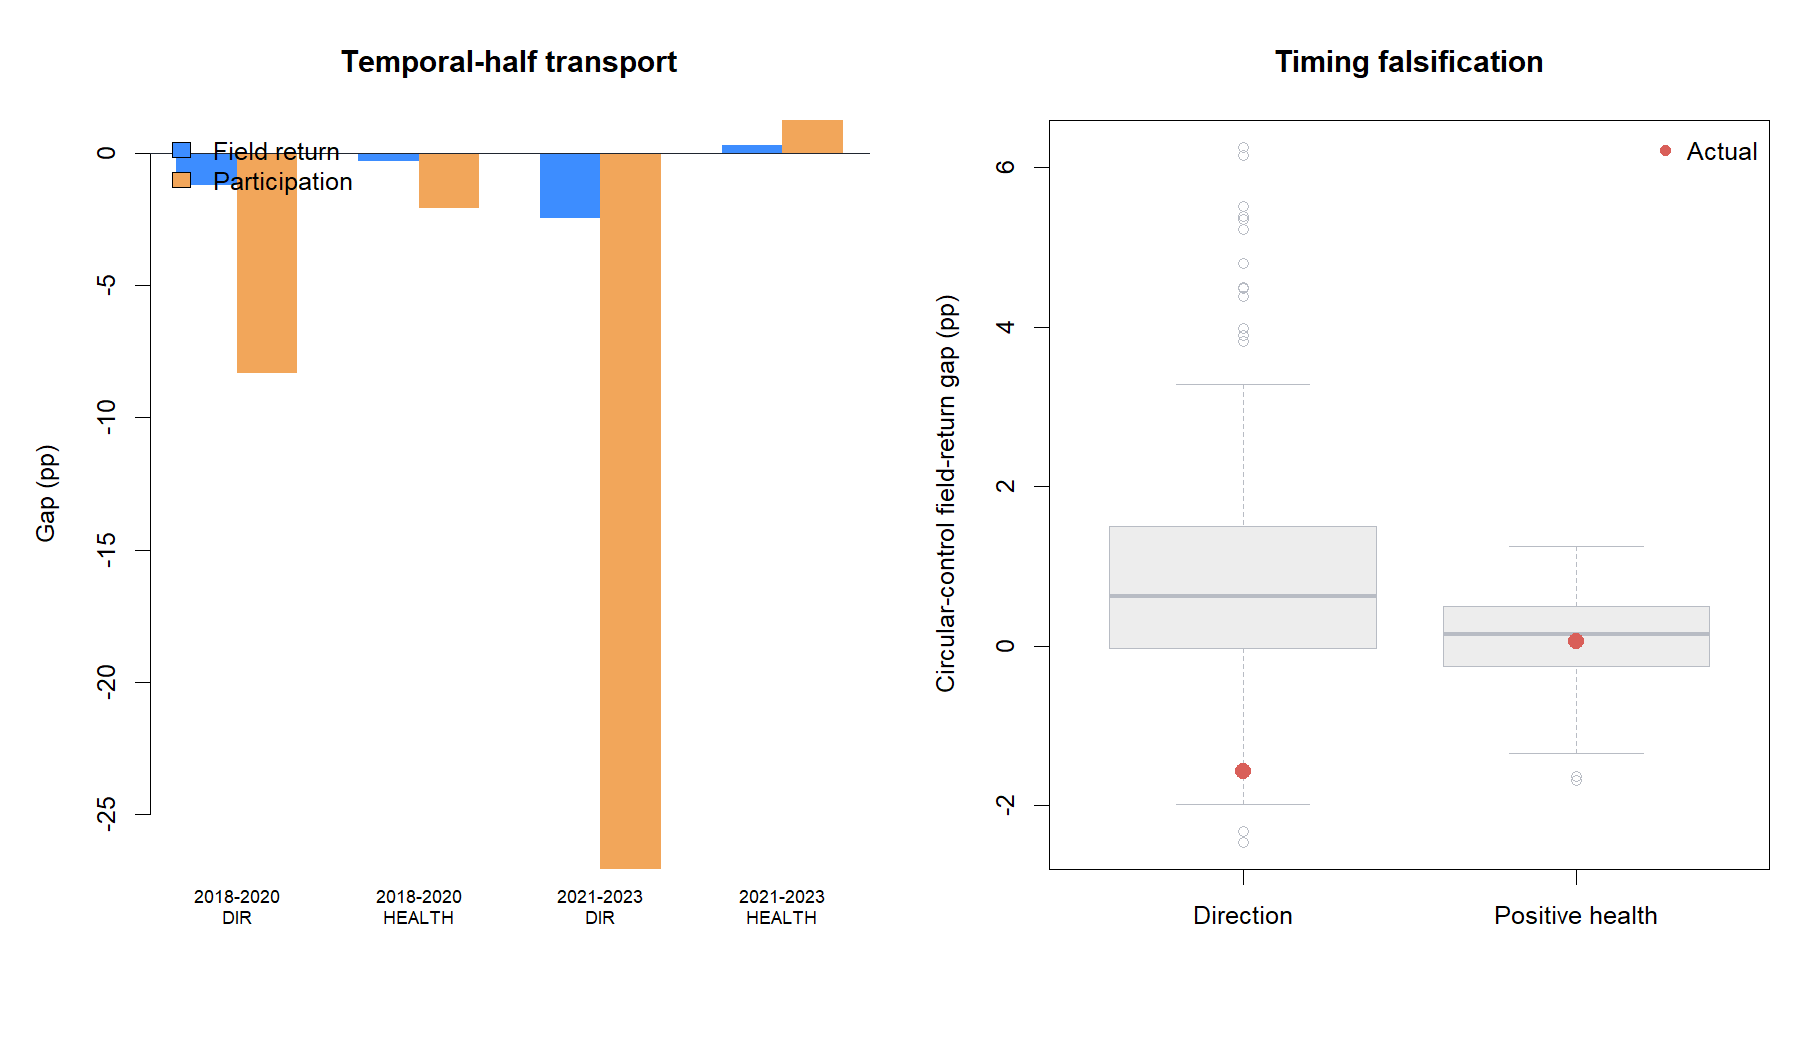 Temporal-half transport
Field return
Participation
Gap (pp)
0
-5
-10
-15
-20
-25
2018-2020
DIR
2018-2020
HEALTH
2021-2023
DIR
2021-2023
HEALTH
Timing falsification
Actual
Circular-control field-return gap (pp)
6
4
2
0
-2
Direction
Positive health